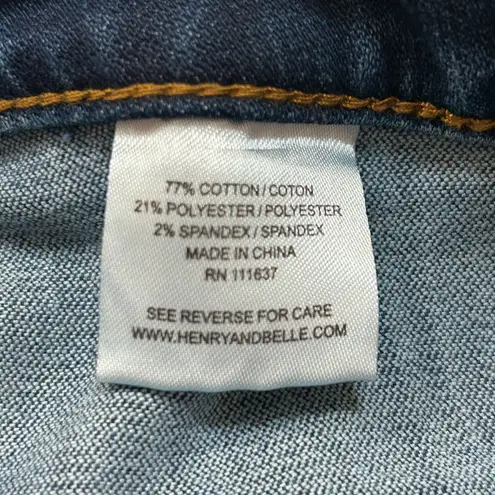 77% COTTON/COTON
21% POLYESTER/POLYESTER
2% SPANDEX/SPANDEX
MADE IN CHINA
RN 111637
SEE REVERSE FOR CARE
WWW.HENRYANDBELLE.COM